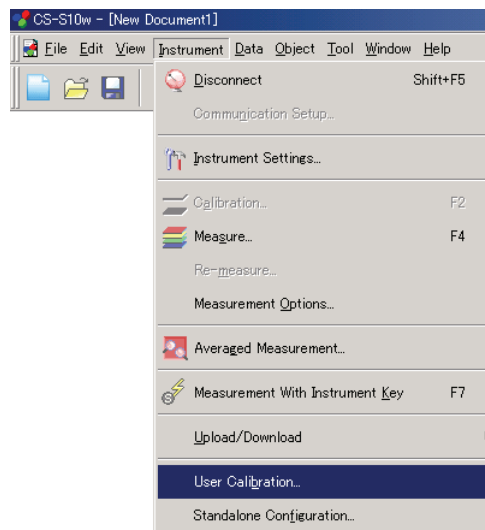 CS-S10w - [New Document1]
File Edit View Instrument Data Object Tool Window Help
Disconnect Shift+F5
Communication Setup...
Instrument Settings...
Calibration... F2
Measure... F4
Re-measure...
Measurement Options...
Averaged Measurement...
Measurement With Instrument Key F7
Upload/Download
User Calibration...
Standalone Configuration...